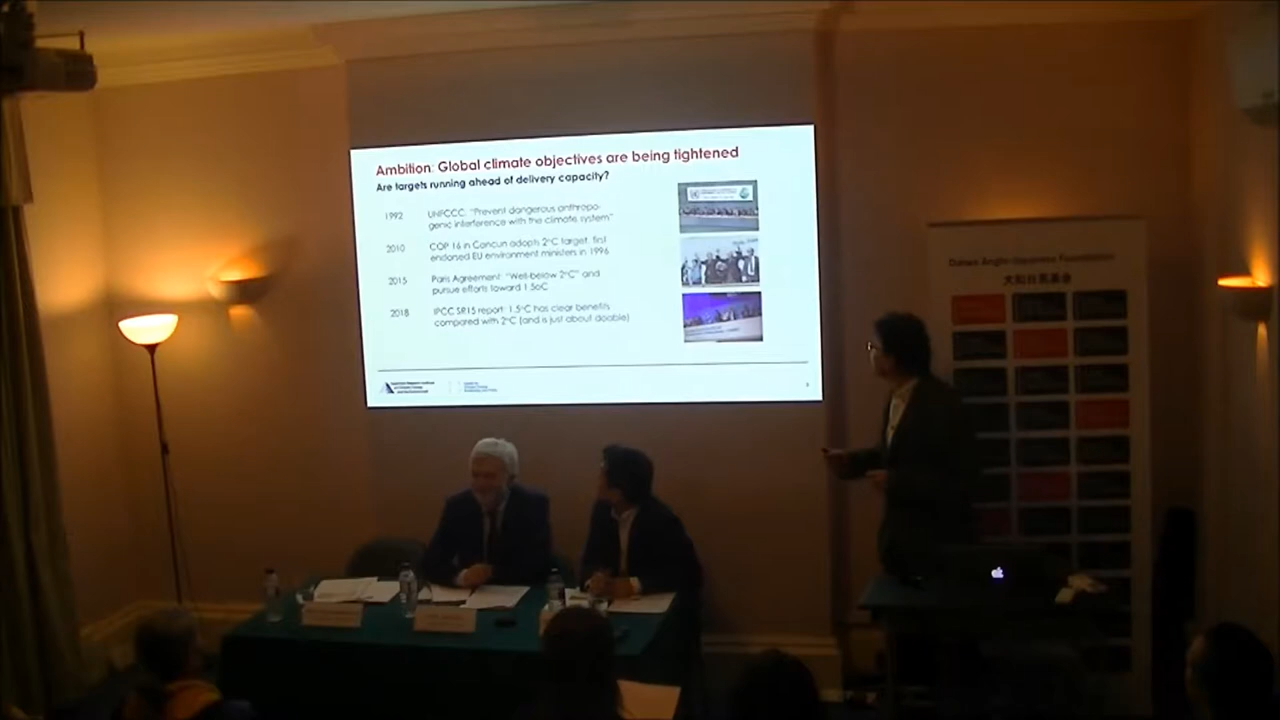 Ambition: Global climate objectives are being tightened
Are targets running ahead of delivery capacity?
1992 UNFCCC: "Prevent dangerous anthropo-
genic interference with the climate system"
2010 COP 16 in Cancun adopts 2°C target, first
endorsed EU environment ministers in 1996
2015 Paris Agreement: "Well-below 2°C" and
pursue efforts toward 1.5oC
2018 IPCC SR15 report: 1.5°C has clear benefits
compared with 2°C (and is just about doable)
Daiwa Anglo-Japanese Foundation
大和日英基金